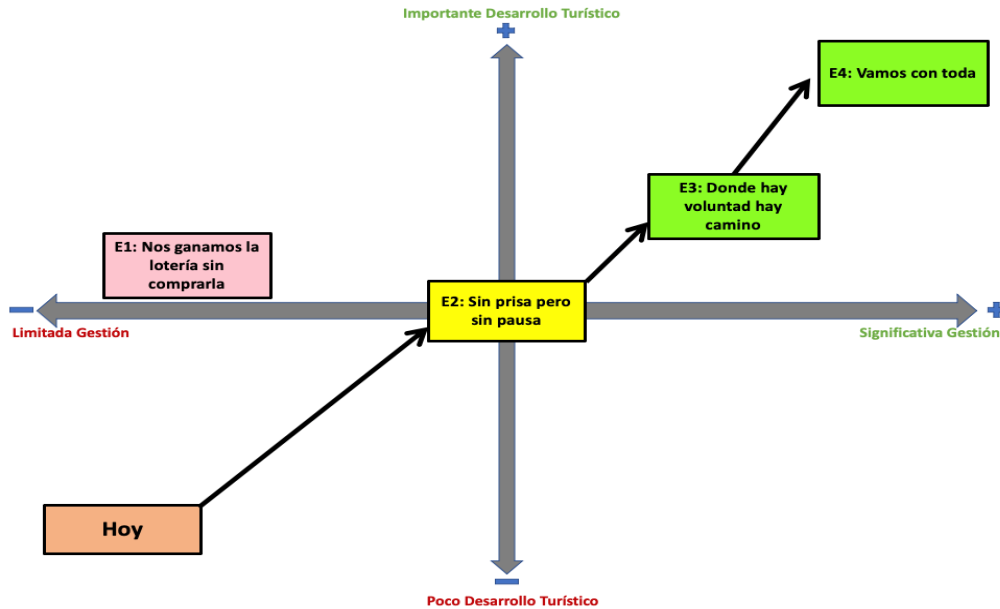 Importante Desarrollo Turístico
E4: Vamos con toda
E3: Donde hay
voluntad hay
camino
E1: Nos ganamos la
lotería sin
comprarla
E2: Sin prisa pero
sin pausa
Limitada Gestión
Significativa Gestión
Hoy
Poco Desarrollo Turístico